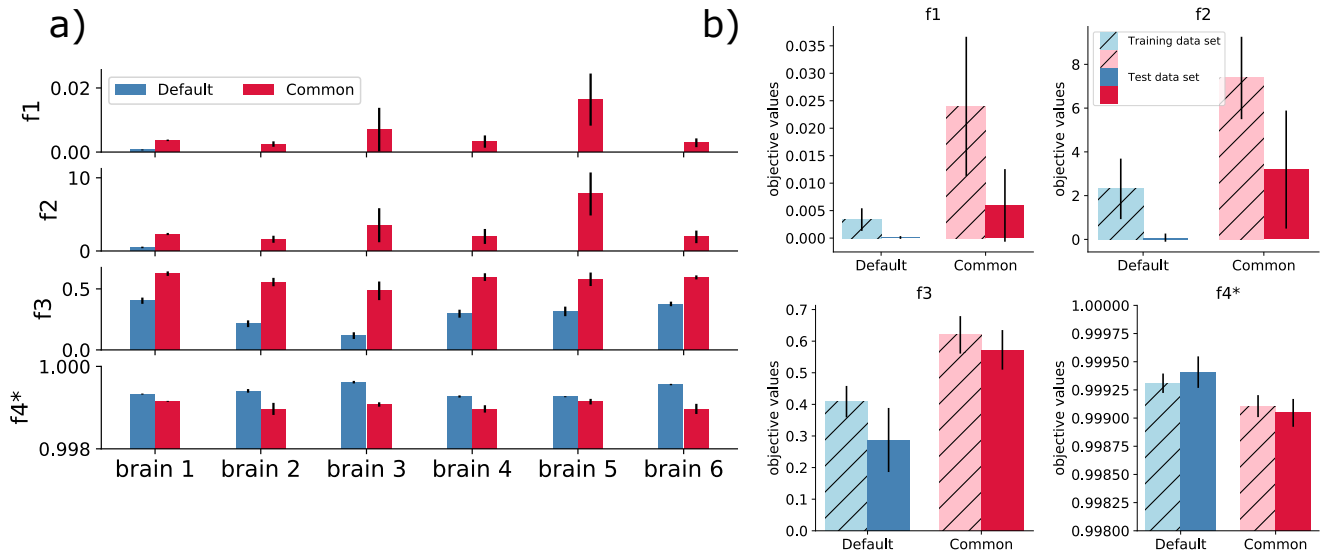 a)
Default
Common
f1
0.02
0.00
f2
10
0
f3
0.5
0.0
f4*
1.000
0.998
brain 1 brain 2 brain 3 brain 4 brain 5 brain 6
b)
f1
objective values
0.035
0.030
0.025
0.020
0.015
0.010
0.005
0.000
Default Common
f2
Training data set
Test data set
objective values
8
6
4
2
0
Default Common
f3
objective values
0.7
0.6
0.5
0.4
0.3
0.2
0.1
0.0
Default Common
f4*
objective values
1.00000
0.99975
0.99950
0.99925
0.99900
0.99875
0.99850
0.99825
0.99800
Default Common